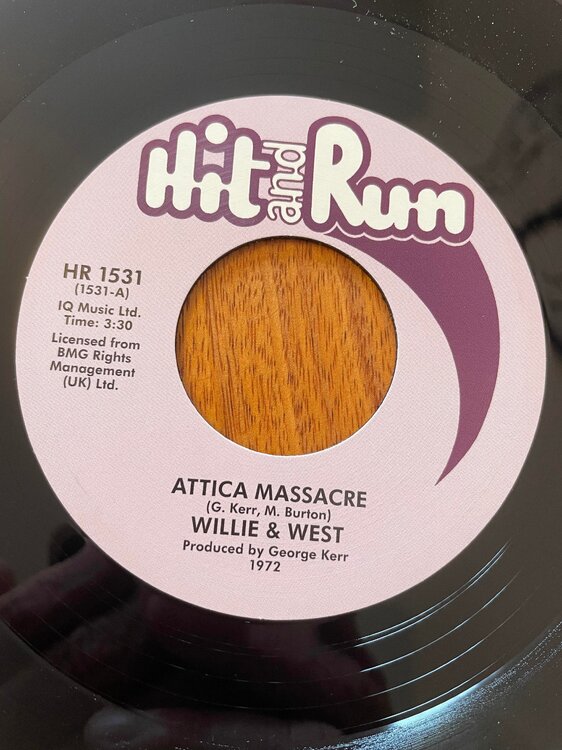 Hit and Run
HR 1531
(1531-A)
IQ Music Ltd.
Time: 3:30
Licensed from
BMG Rights
Management
(UK) Ltd.
ATTICA MASSACRE
(G. Kerr, M. Burton)
WILLIE & WEST
Produced by George Kerr
1972